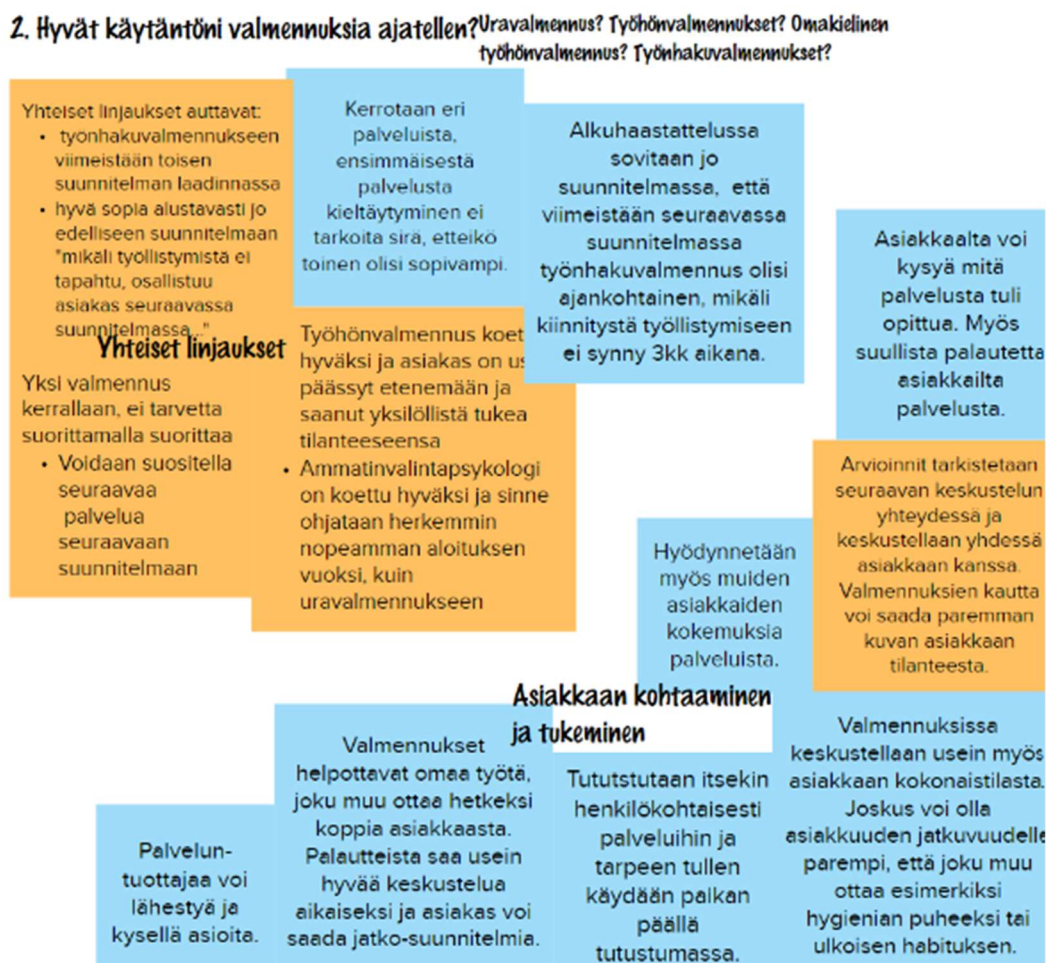 2. Hyvät käytäntöni valmennuksia ajatellen?
Uravalmennus? Työhönvalmennukset? Omakielinen
työhönvalmennus? Työnhakuvalmennukset?
Yhteiset linjaukset auttavat:
• työnhakuvalmennukseen
viimeistään toisen
suunnitelman laadinnassa
• hyvä sopia alustavasti jo
edelliseen suunnitelmaan
"mikäli työllistymistä ei
tapahtu, osallistuu
asiakas seuraavassa
suunnitelmassa..."
Yhteiset linjaukset
Yksi valmennus
kerrallaan, ei tarvetta
suorittamalla suorittaa
• Voidaan suositella
seuraavaa
palvelua
seuraavaan
suunnitelmaan
Kerrotaan eri
palveluista,
ensimmäisestä
palvelusta
kieltäytyminen ei
tarkoita sirä, etteikö
toinen olisi sopivampi.
Työhönvalmennus koet
hyväksi ja asiakas on us
päässyt etenemään ja
saanut yksilöllistä tukea
tilanteeseensa
• Ammatinvalintapsykologi
on koettu hyväksi ja sinne
ohjataan herkemmin
nopeamman aloituksen
vuoksi, kuin
uravalmennukseen
Alkuhaastattelussa
sovitaan jo
suunnitelmassa, että
viimeistään seuraavassa
suunnitelmassa
työnhakuvalmennus olisi
ajankohtainen, mikäli
kiinnitystä työllistymiseen
ei synny 3kk aikana.
Asiakkaalta voi
kysyä mitä
palvelusta tuli
opittua. Myös
suullista palautetta
asiakkailta
palvelusta.
Arvioinnit tarkistetaan
seuraavan keskustelun
yhteydessä ja
keskustellaan yhdessä
asiakkaan kanssa.
Valmennuksien kautta
voi saada paremman
kuvan asiakkaan
tilanteesta.
Hyödynnetään
myös muiden
asiakkaiden
kokemuksia
palveluista.
Asiakkaan kohtaaminen
ja tukeminen
Palvelun-
tuottajaa voi
lähestyä ja
kysellä asioita.
Valmennukset
helpottavat omaa työtä,
joku muu ottaa hetkeksi
koppia asiakkaasta.
Palautteista saa usein
hyvää keskustelua
aikaiseksi ja asiakas voi
saada jatko-suunnitelmia.
Tututstutaan itsekin
henkilökohtaisesti
palveluihin ja
tarpeen tullen
käydään paikan
päällä
tutustumassa.
Valmennuksissa
keskustellaan usein myös
asiakkaan kokonaistilasta.
Joskus voi olla
asiakkuuden jatkuvuudelle
parempi, että joku muu
ottaa esimerkiksi
hygienian puheeksi tai
ulkoisen habituksen.